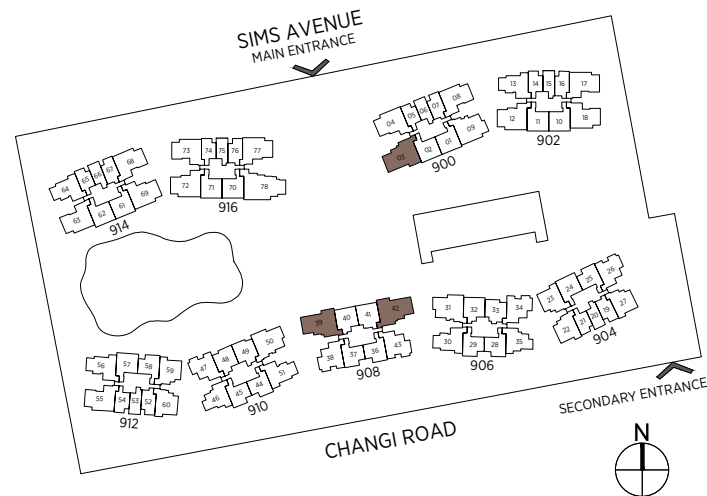 SIMS AVENUE
MAIN ENTRANCE
04 05 06 07 08
03 02 01 09
900
13 14 15 16 17
12 11 10 18
902
64 65 66 67 68
63 62 61 69
914
73 74 75 76 77
72 71 70 78
916
23 24 25 26
22 21 20 19 27
904
31 32 33 34
30 29 28 35
906
39 40 41 42
38 37 36 43
908
47 48 49 50
46 45 44 51
910
56 57 58 59
55 54 53 52 60
912
SECONDARY ENTRANCE
CHANGI ROAD
N